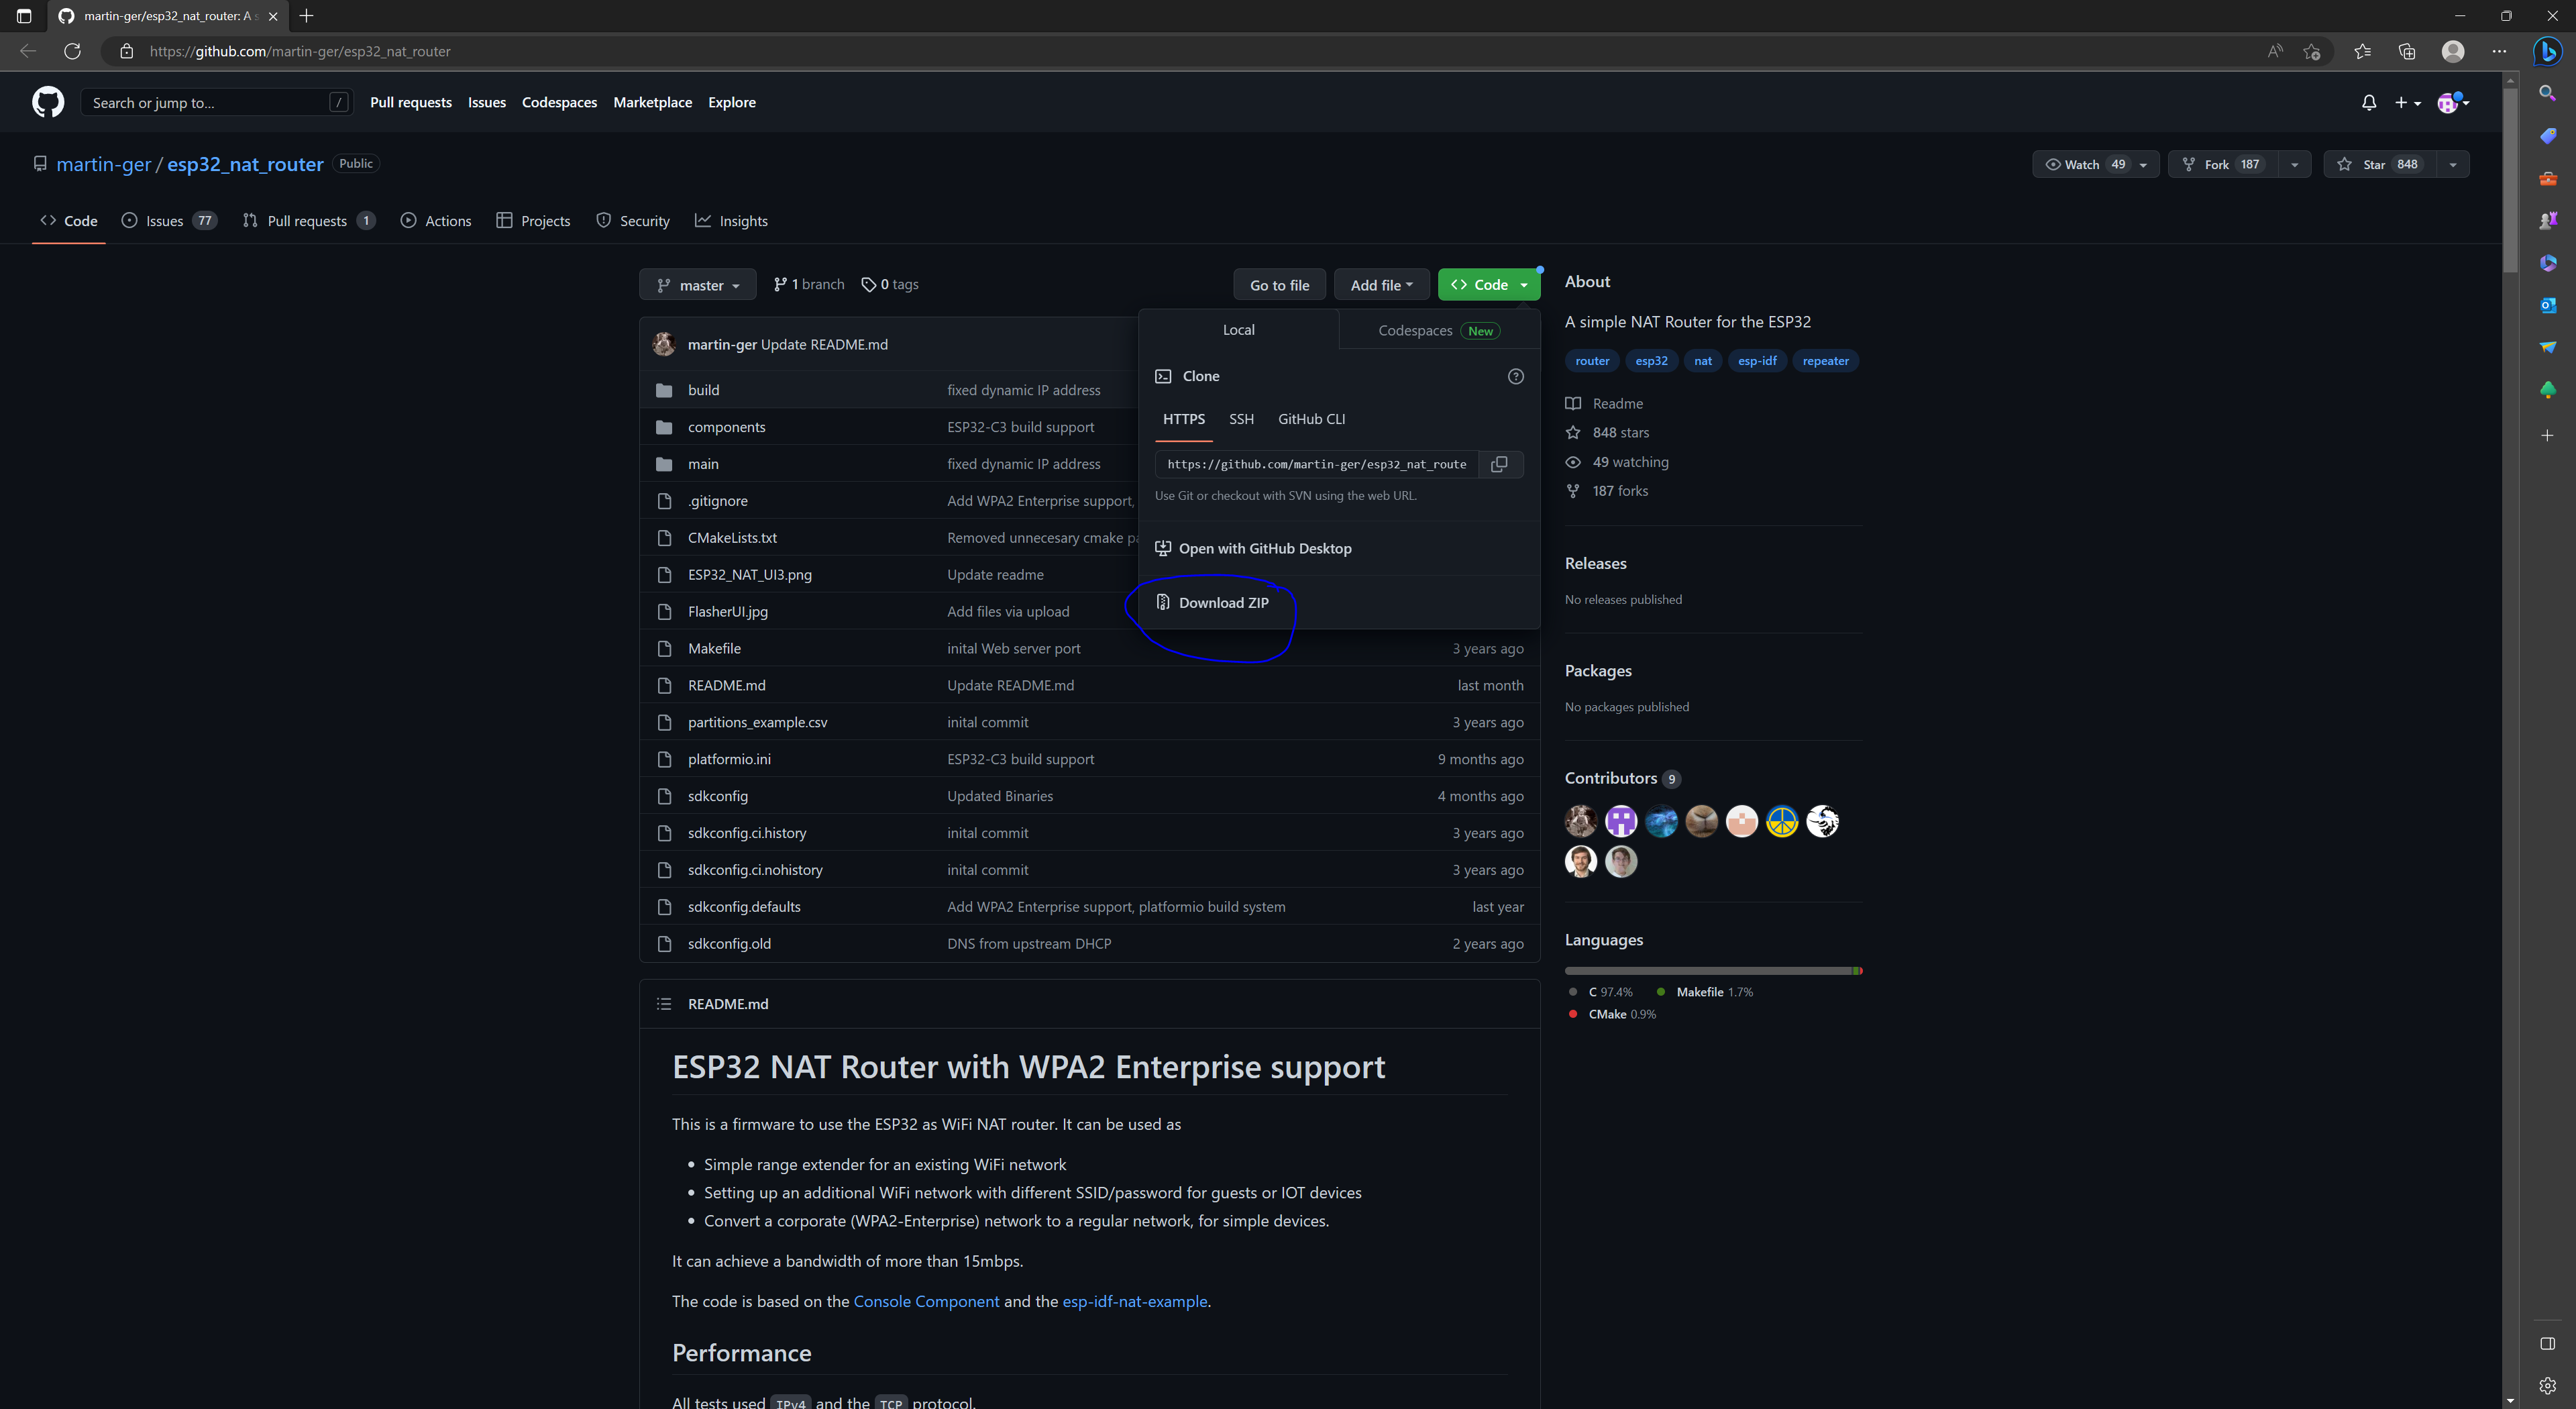 martin-ger/esp32_nat_router: A s
https://github.com/martin-ger/esp32_nat_router
Search or jump to... /
Pull requests Issues Codespaces Marketplace Explore
martin-ger / esp32_nat_router Public
Watch 49 Fork 187 Star 848
Code Issues 77 Pull requests 1 Actions Projects Security Insights
master 1 branch 0 tags Go to file Add file Code
martin-ger Update README.md
build fixed dynamic IP address
components ESP32-C3 build support
main fixed dynamic IP address
.gitignore Add WPA2 Enterprise support,
CMakeLists.txt Removed unnecesary cmake pa
ESP32_NAT_UI3.png Update readme
FlasherUI.jpg Add files via upload
Makefile inital Web server port 3 years ago
README.md Update README.md last month
partitions_example.csv inital commit 3 years ago
platformio.ini ESP32-C3 build support 9 months ago
sdkconfig Updated Binaries 4 months ago
sdkconfig.ci.history inital commit 3 years ago
sdkconfig.ci.nohistory inital commit 3 years ago
sdkconfig.defaults Add WPA2 Enterprise support, platformio build system last year
sdkconfig.old DNS from upstream DHCP 2 years ago
Local Codespaces New
Clone
HTTPS SSH GitHub CLI
https://github.com/martin-ger/esp32_nat_route
Use Git or checkout with SVN using the web URL.
Open with GitHub Desktop
Download ZIP
README.md
ESP32 NAT Router with WPA2 Enterprise support
This is a firmware to use the ESP32 as WiFi NAT router. It can be used as
• Simple range extender for an existing WiFi network
• Setting up an additional WiFi network with different SSID/password for guests or IOT devices
• Convert a corporate (WPA2-Enterprise) network to a regular network, for simple devices.
It can achieve a bandwidth of more than 15mbps.
The code is based on the Console Component and the esp-idf-nat-example.
Performance
All tests used IPv4 and the TCP protocol.
About
A simple NAT Router for the ESP32
router esp32 nat esp-idf repeater
Readme
848 stars
49 watching
187 forks
Releases
No releases published
Packages
No packages published
Contributors 9
Languages
C 97.4% Makefile 1.7%
CMake 0.9%